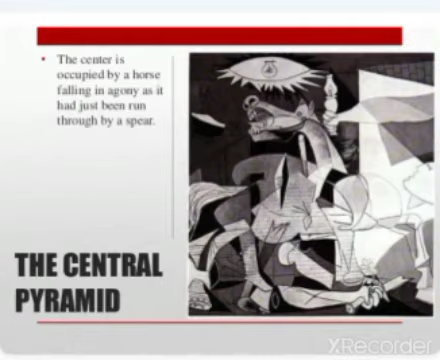 • The center is
occupied by a horse
falling in agony as it
had just been run
through by a spear.
THE CENTRAL
PYRAMID
XRecorder